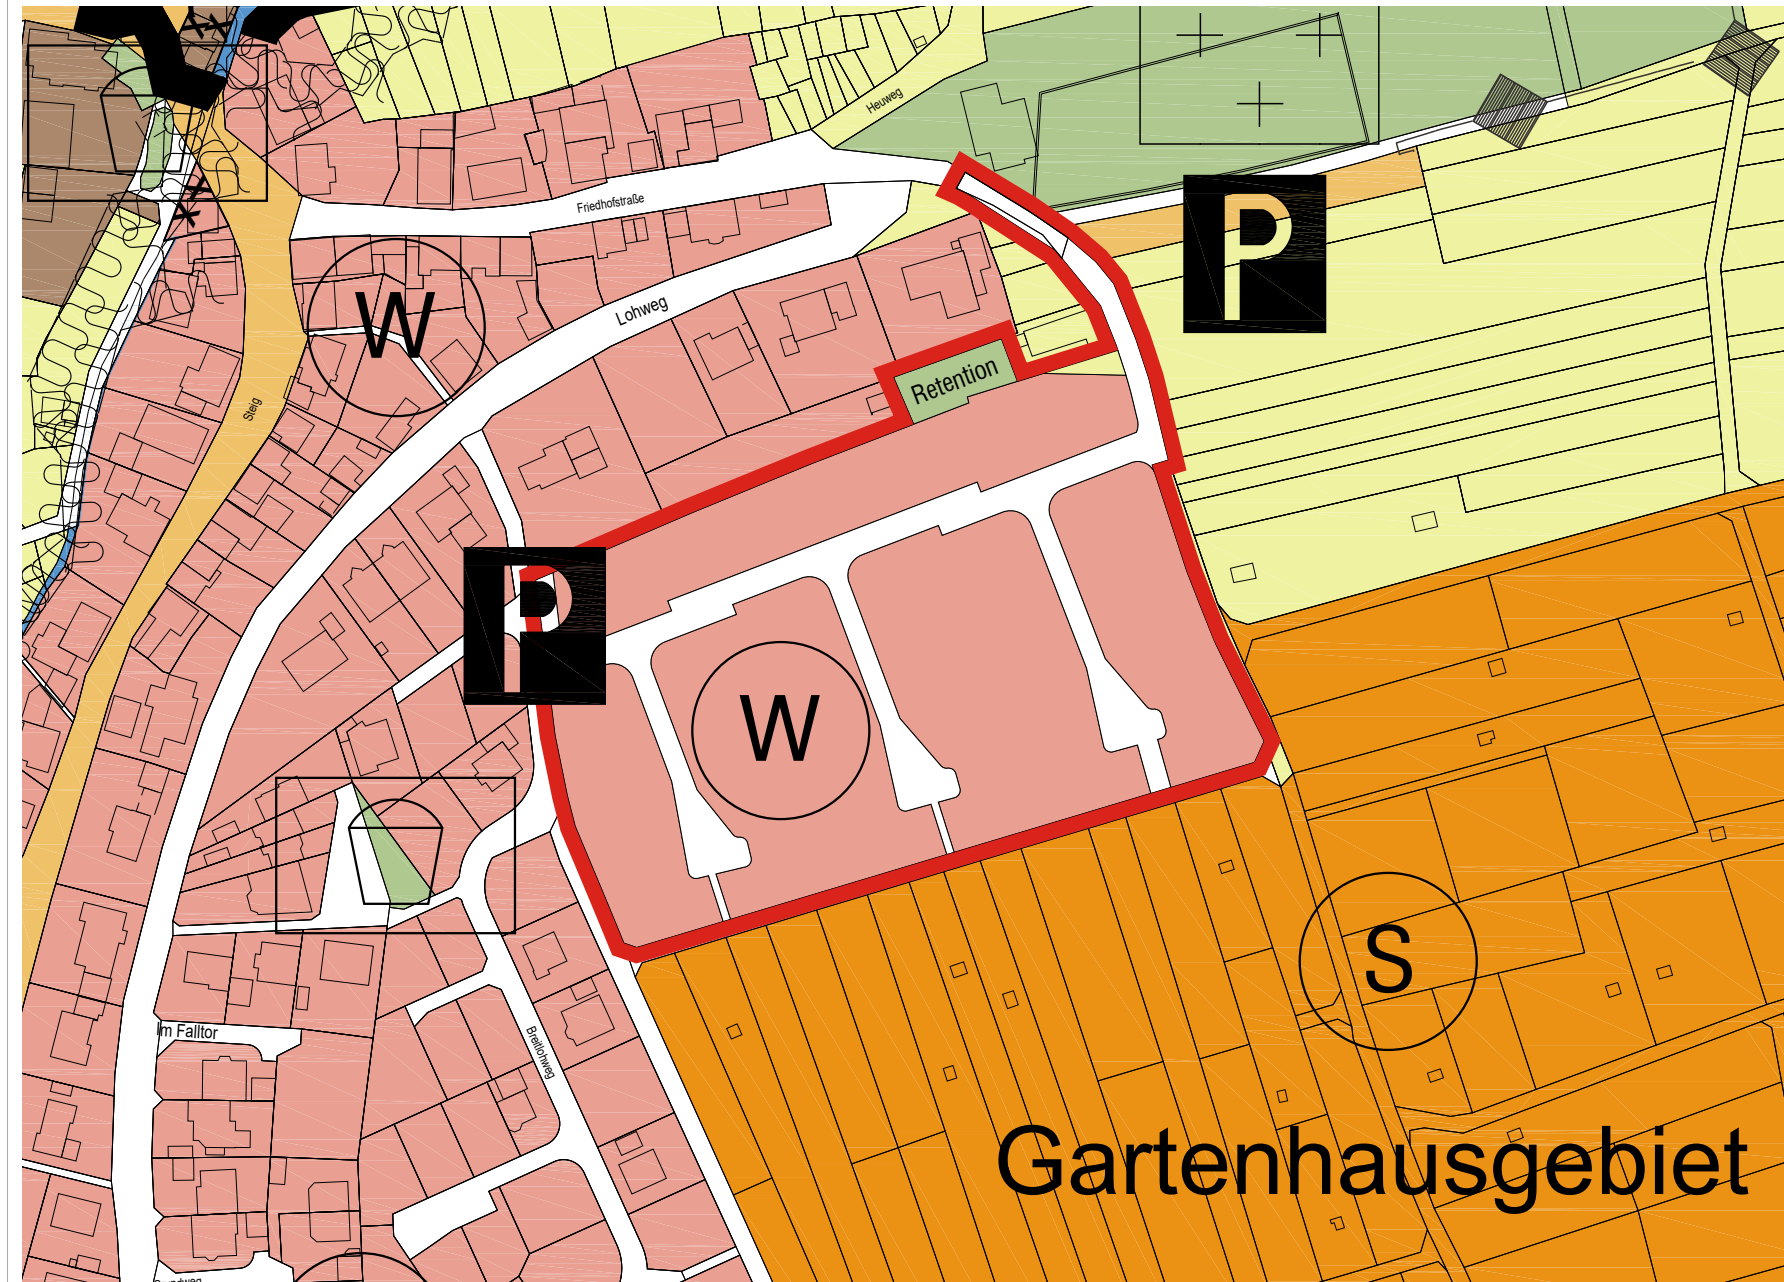 Heuweg
Friedhofstraße
P
Lohweg
W
Retention
Steig
P
W
S
Im Falltor
Breitlohweg
Gartenhausgebiet